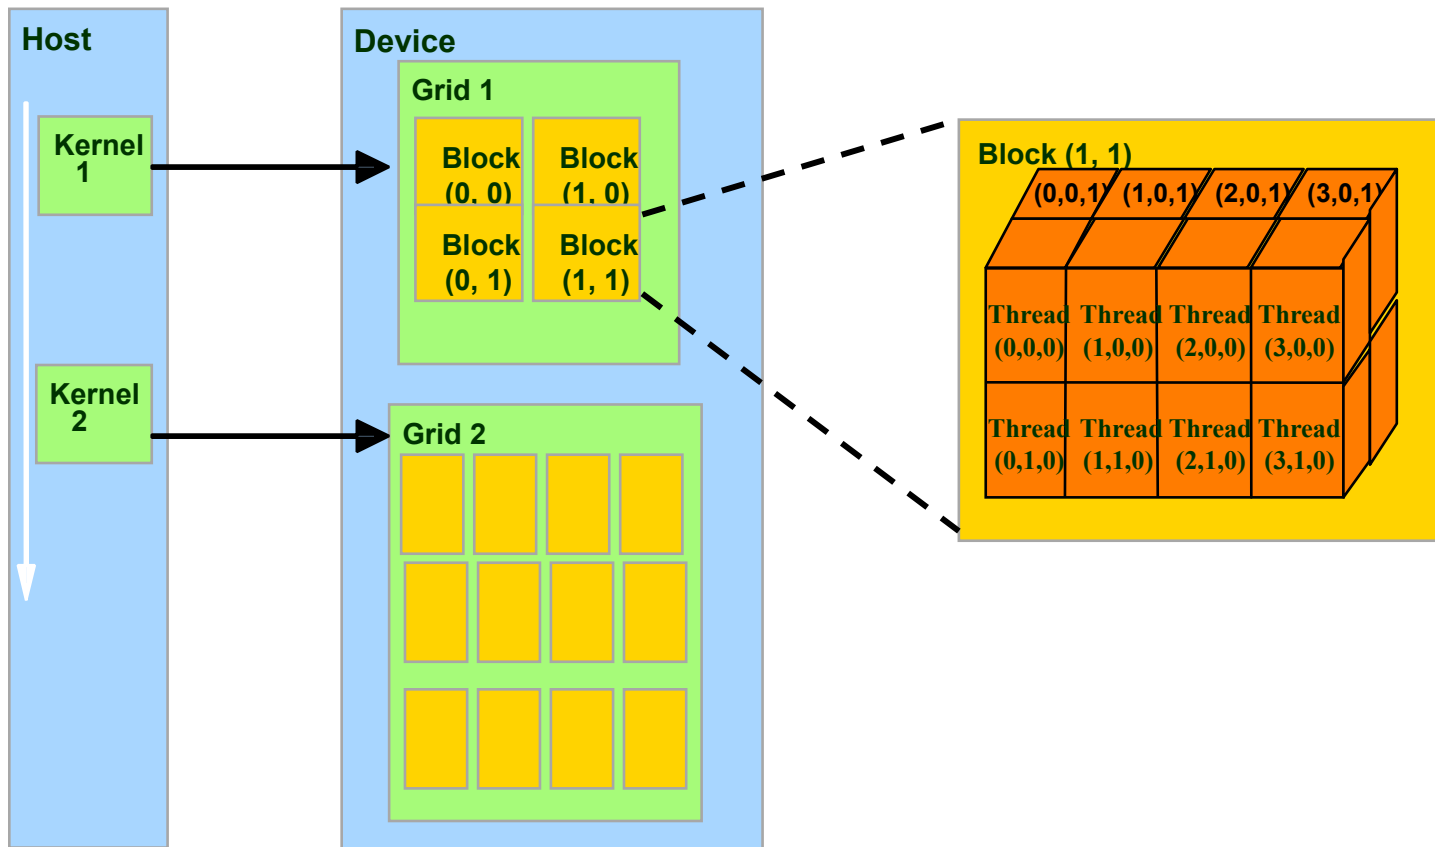 Host
Kernel
1
Kernel
2
Device
Grid 1
Block
(0, 0)
Block
(1, 0)
Block
(0, 1)
Block
(1, 1)
Grid 2
Block (1, 1)
(0,0,1)
(1,0,1)
(2,0,1)
(3,0,1)
Thread
(0,0,0)
Thread
(1,0,0)
Thread
(2,0,0)
Thread
(3,0,0)
Thread
(0,1,0)
Thread
(1,1,0)
Thread
(2,1,0)
Thread
(3,1,0)